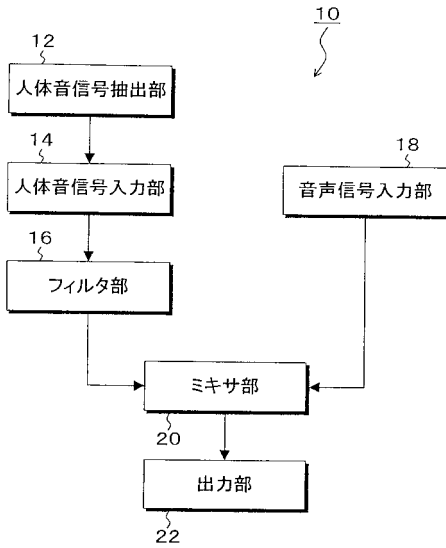 10
12
人体音信号抽出部
14
人体音信号入力部
18
音声信号入力部
16
フィルタ部
ミキサ部
20
出力部
22